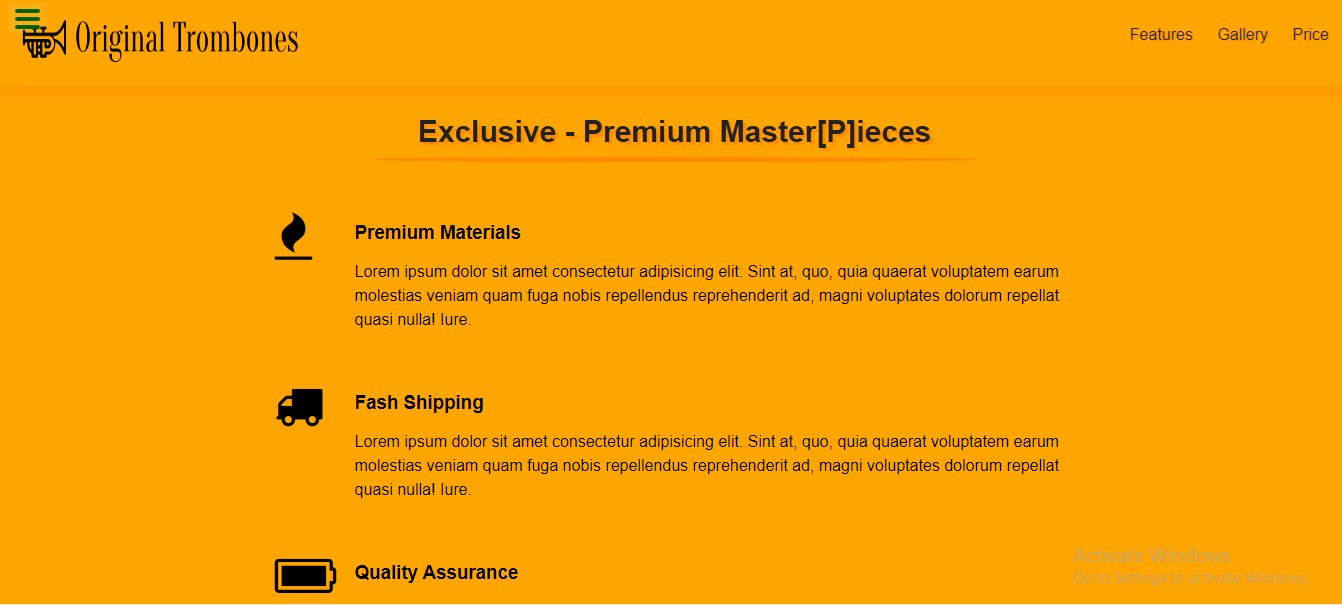 Original Trombones
Features Gallery Price
Exclusive - Premium Master[P]ieces
Premium Materials
Lorem ipsum dolor sit amet consectetur adipisicing elit. Sint at, quo, quia quaerat voluptatem earum
molestias veniam quam fuga nobis repellendus reprehenderit ad, magni voluptates dolorum repellat
quasi nulla! Iure.
Fash Shipping
Lorem ipsum dolor sit amet consectetur adipisicing elit. Sint at, quo, quia quaerat voluptatem earum
molestias veniam quam fuga nobis repellendus reprehenderit ad, magni voluptates dolorum repellat
quasi nulla! Iure.
Quality Assurance
Activate Windows
Go to Settings to activate Windows.